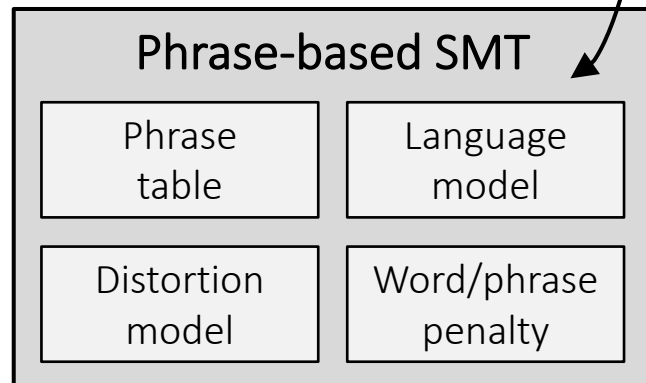 Phrase-based SMT
Phrase
table
Language
model
Distortion
model
Word/phrase
penalty